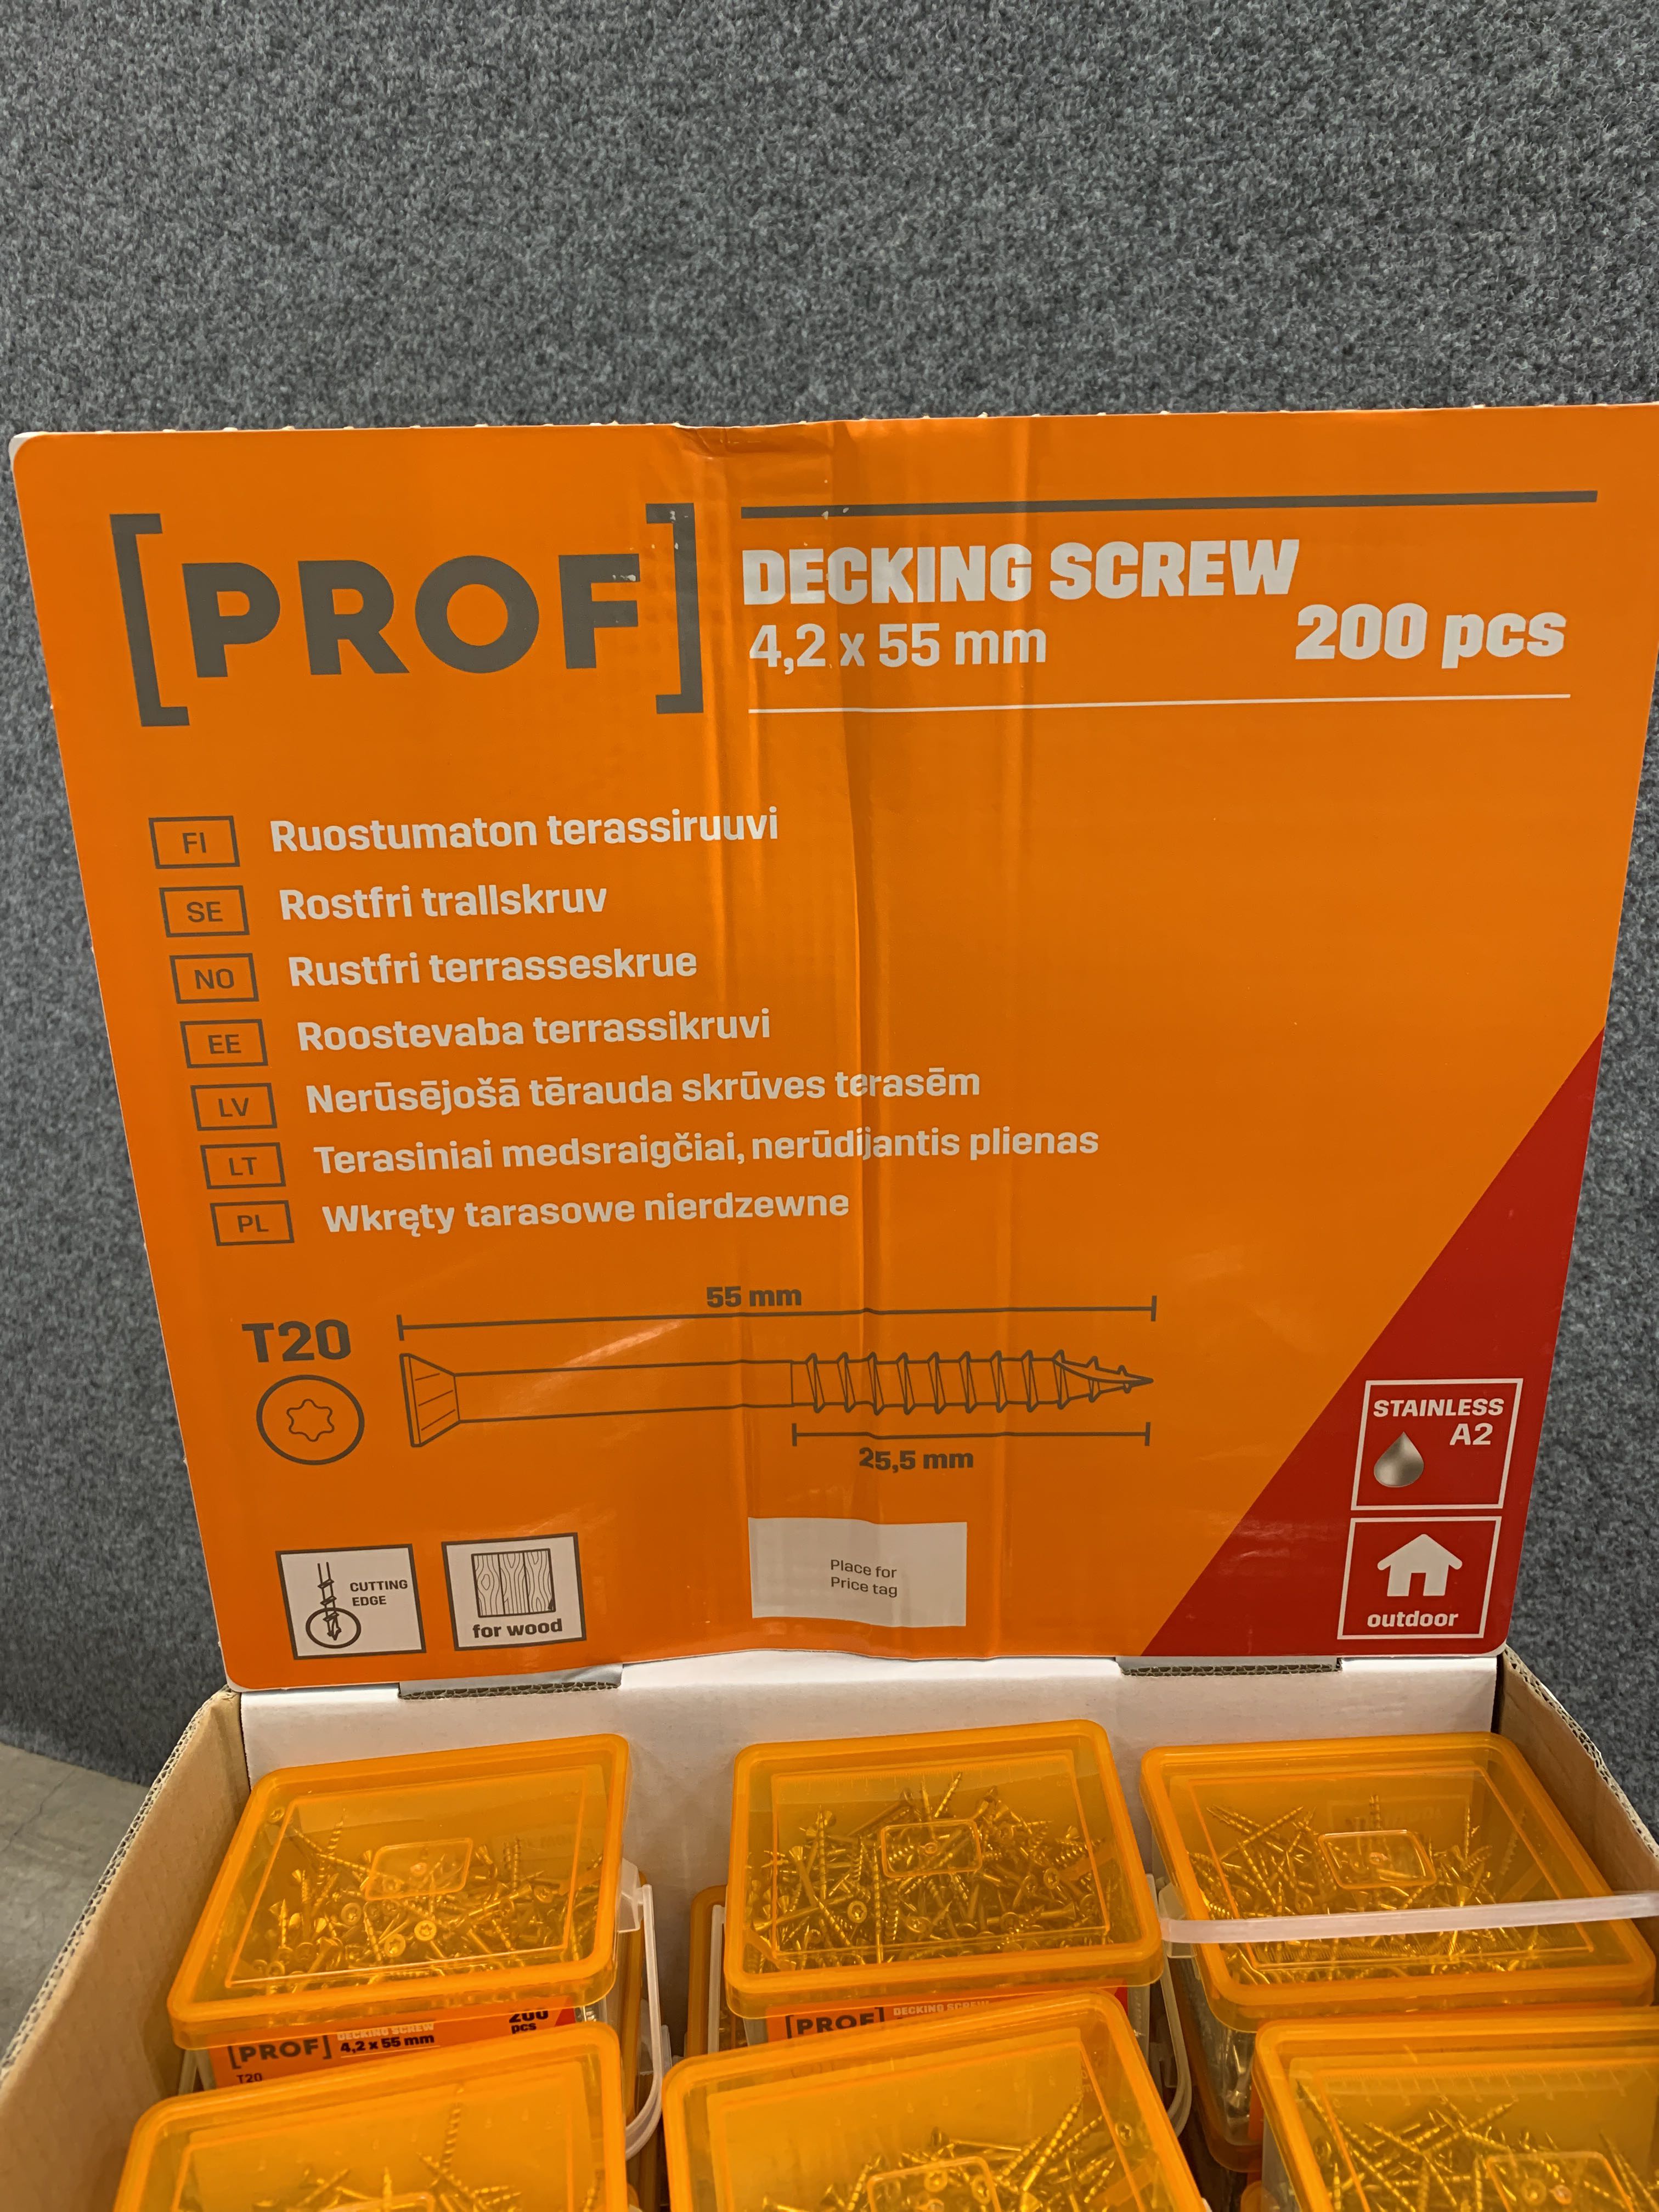 [PROF]
DECKING SCREW
4,2 x 55 mm
200 pcs
FI Ruostumaton terassiruuvi
SE Rostfri trallskruv
NO Rustfri terrasseskrue
EE Roostevaba terrassikruvi
LV Nerūsējošā tērauda skrūves terasēm
LT Terasiniai medsraigčiai, nerūdijantis plienas
PL Wkręty tarasowe nierdzewne
T20
55 mm
25,5 mm
STAINLESS
A2
outdoor
CUTTING
EDGE
for wood
Place for
Price tag
[PROF]
DECKING SCREW
4,2 x 55 mm
200
pcs
T20
[PROF]
DECKING SCREW